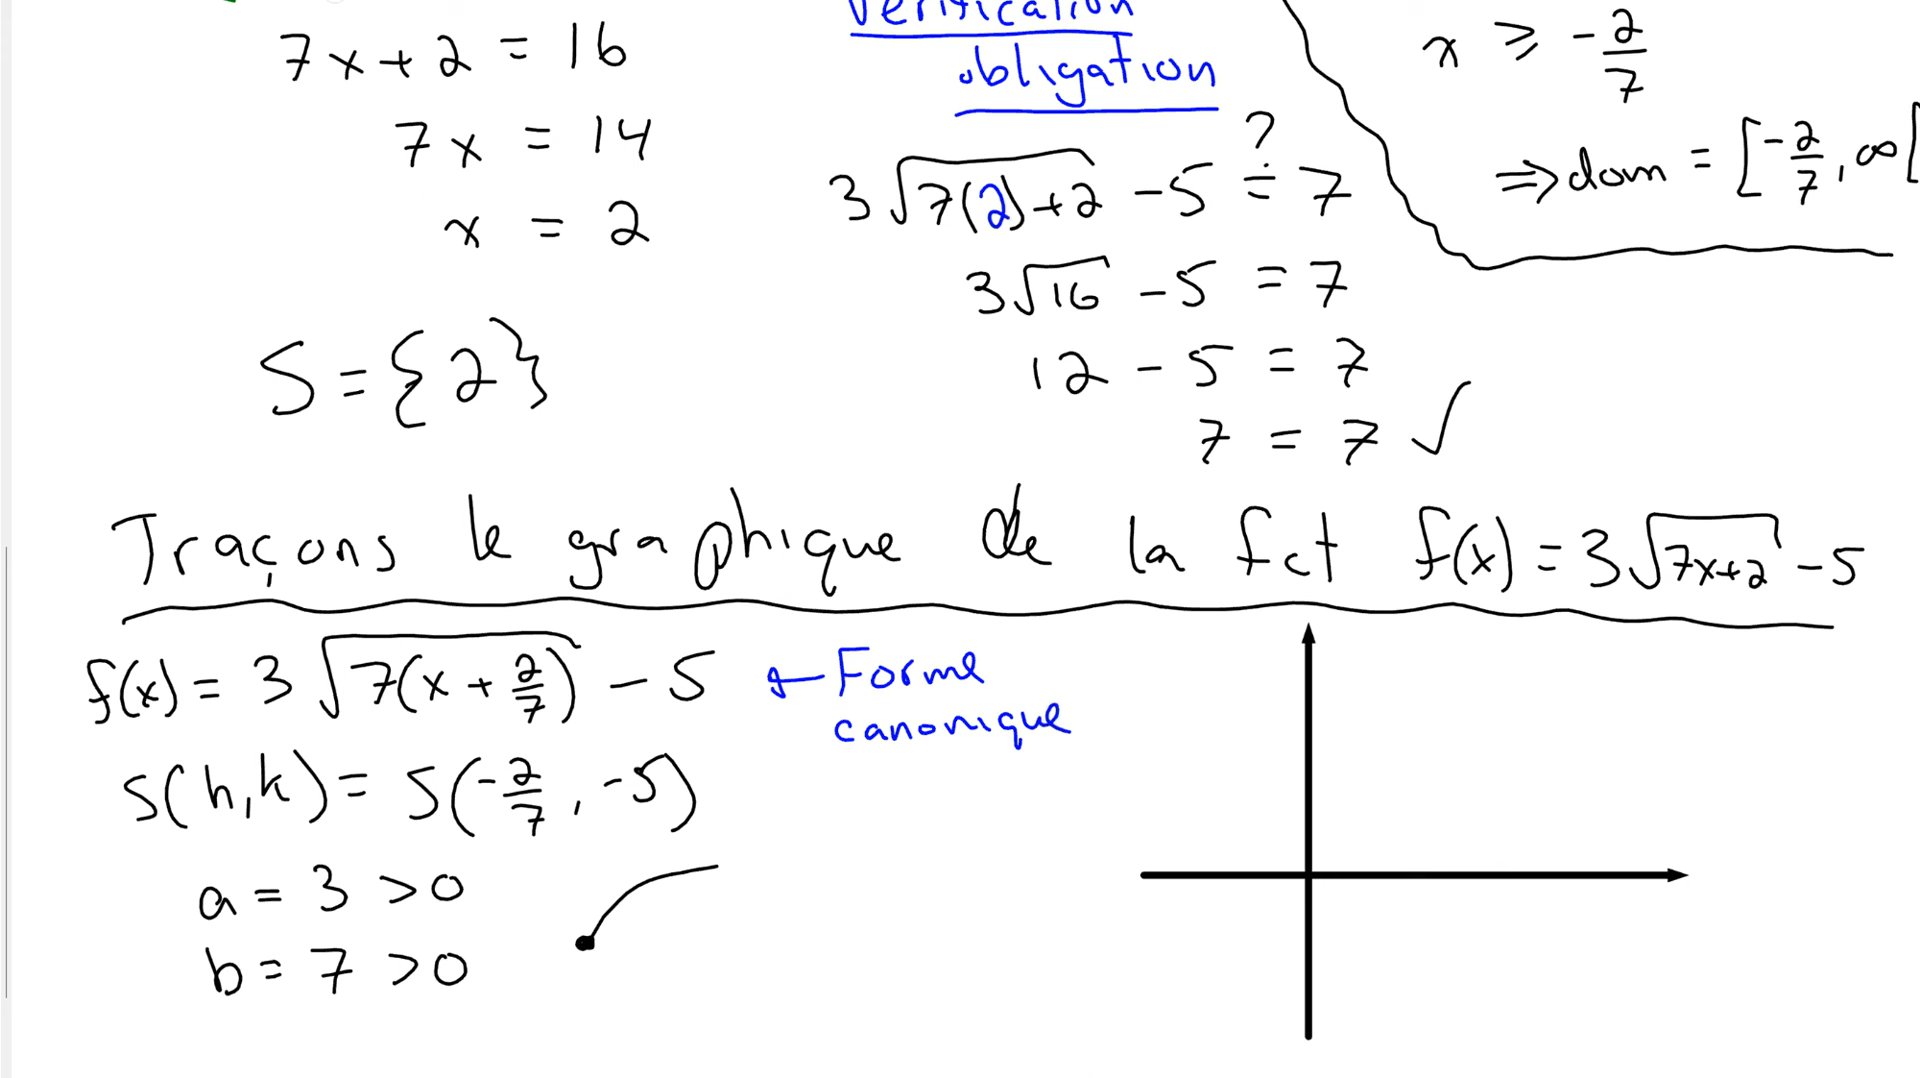 7x + 2 = 16
7x = 14
x = 2
S = {2}
Vérification
obligation
3√(7(2)+2) - 5 ≟ 7
3√16 - 5 = 7
12 - 5 = 7
7 = 7 ✓
x ≥ -2/7
⇒ dom = [-2/7, ∞[
Traçons le graphique de la fct f(x) = 3√(7x+2) - 5
f(x) = 3√(7(x + 2/7)) - 5 ← Forme
canonique
S(h,k) = S(-2/7, -5)
a = 3 > 0
b = 7 > 0